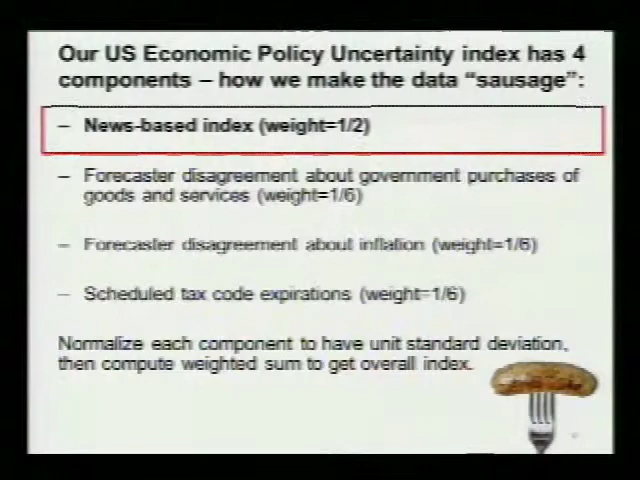 Our US Economic Policy Uncertainty index has 4
components – how we make the data “sausage”:
– News-based index (weight=1/2)
– Forecaster disagreement about government purchases of
goods and services (weight=1/6)
– Forecaster disagreement about inflation (weight=1/6)
– Scheduled tax code expirations (weight=1/6)
Normalize each component to have unit standard deviation,
then compute weighted sum to get overall index.